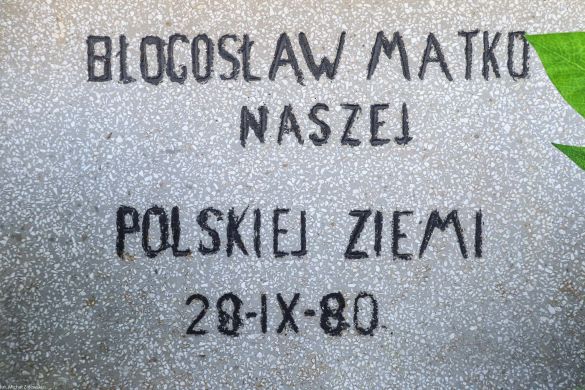 BŁOGOSŁAW MATKO
NASZEJ
POLSKIEJ ZIEMI
28-IX-80.